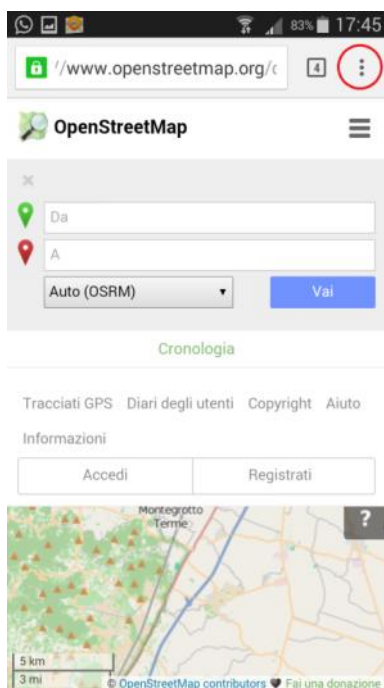 83% 17:45
//www.openstreetmap.org/c 4
OpenStreetMap
Da
A
Auto (OSRM) Vai
Cronologia
Tracciati GPS Diari degli utenti Copyright Aiuto
Informazioni
Accedi Registrati
Montegrotto
Terme
?
5 km
3 mi
© OpenStreetMap contributors Fai una donazione